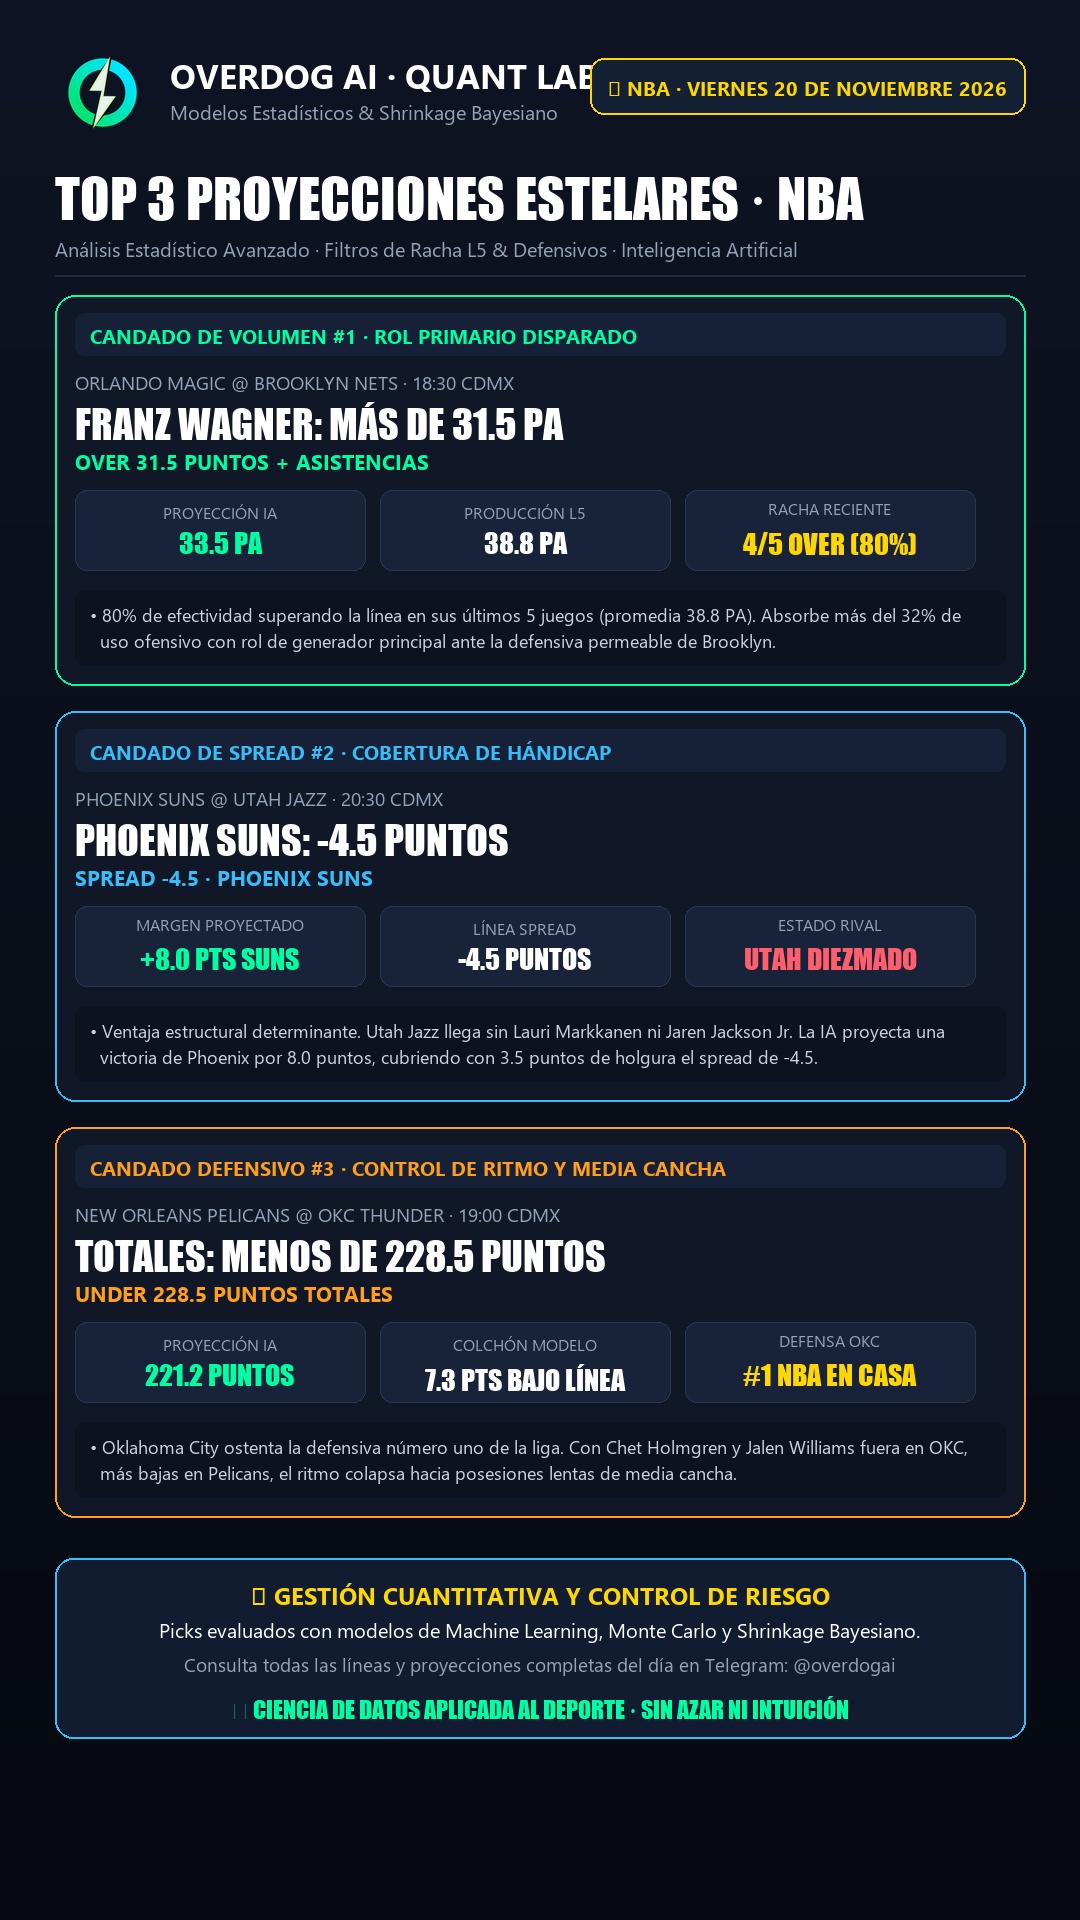 OVERDOG AI · QUANT LAB
NBA · VIERNES 20 DE NOVIEMBRE 2026
Modelos Estadísticos & Shrinkage Bayesiano
TOP 3 PROYECCIONES ESTELARES · NBA
Análisis Estadístico Avanzado · Filtros de Racha L5 & Defensivos · Inteligencia Artificial
CANDADO DE VOLUMEN #1 · ROL PRIMARIO DISPARADO
ORLANDO MAGIC @ BROOKLYN NETS · 18:30 CDMX
FRANZ WAGNER: MÁS DE 31.5 PA
OVER 31.5 PUNTOS + ASISTENCIAS
PROYECCIÓN IA
33.5 PA
PRODUCCIÓN L5
38.8 PA
RACHA RECIENTE
4/5 OVER (80%)
• 80% de efectividad superando la línea en sus últimos 5 juegos (promedia 38.8 PA). Absorbe más del 32% de
uso ofensivo con rol de generador principal ante la defensiva permeable de Brooklyn.
CANDADO DE SPREAD #2 · COBERTURA DE HÁNDICAP
PHOENIX SUNS @ UTAH JAZZ · 20:30 CDMX
PHOENIX SUNS: -4.5 PUNTOS
SPREAD -4.5 · PHOENIX SUNS
MARGEN PROYECTADO
+8.0 PTS SUNS
LÍNEA SPREAD
-4.5 PUNTOS
ESTADO RIVAL
UTAH DIEZMADO
• Ventaja estructural determinante. Utah Jazz llega sin Lauri Markkanen ni Jaren Jackson Jr. La IA proyecta una
victoria de Phoenix por 8.0 puntos, cubriendo con 3.5 puntos de holgura el spread de -4.5.
CANDADO DEFENSIVO #3 · CONTROL DE RITMO Y MEDIA CANCHA
NEW ORLEANS PELICANS @ OKC THUNDER · 19:00 CDMX
TOTALES: MENOS DE 228.5 PUNTOS
UNDER 228.5 PUNTOS TOTALES
PROYECCIÓN IA
221.2 PUNTOS
COLCHÓN MODELO
7.3 PTS BAJO LÍNEA
DEFENSA OKC
#1 NBA EN CASA
• Oklahoma City ostenta la defensiva número uno de la liga. Con Chet Holmgren y Jalen Williams fuera en OKC,
más bajas en Pelicans, el ritmo colapsa hacia posesiones lentas de media cancha.
GESTIÓN CUANTITATIVA Y CONTROL DE RIESGO
Picks evaluados con modelos de Machine Learning, Monte Carlo y Shrinkage Bayesiano.
Consulta todas las líneas y proyecciones completas del día en Telegram: @overdogai
CIENCIA DE DATOS APLICADA AL DEPORTE · SIN AZAR NI INTUICIÓN